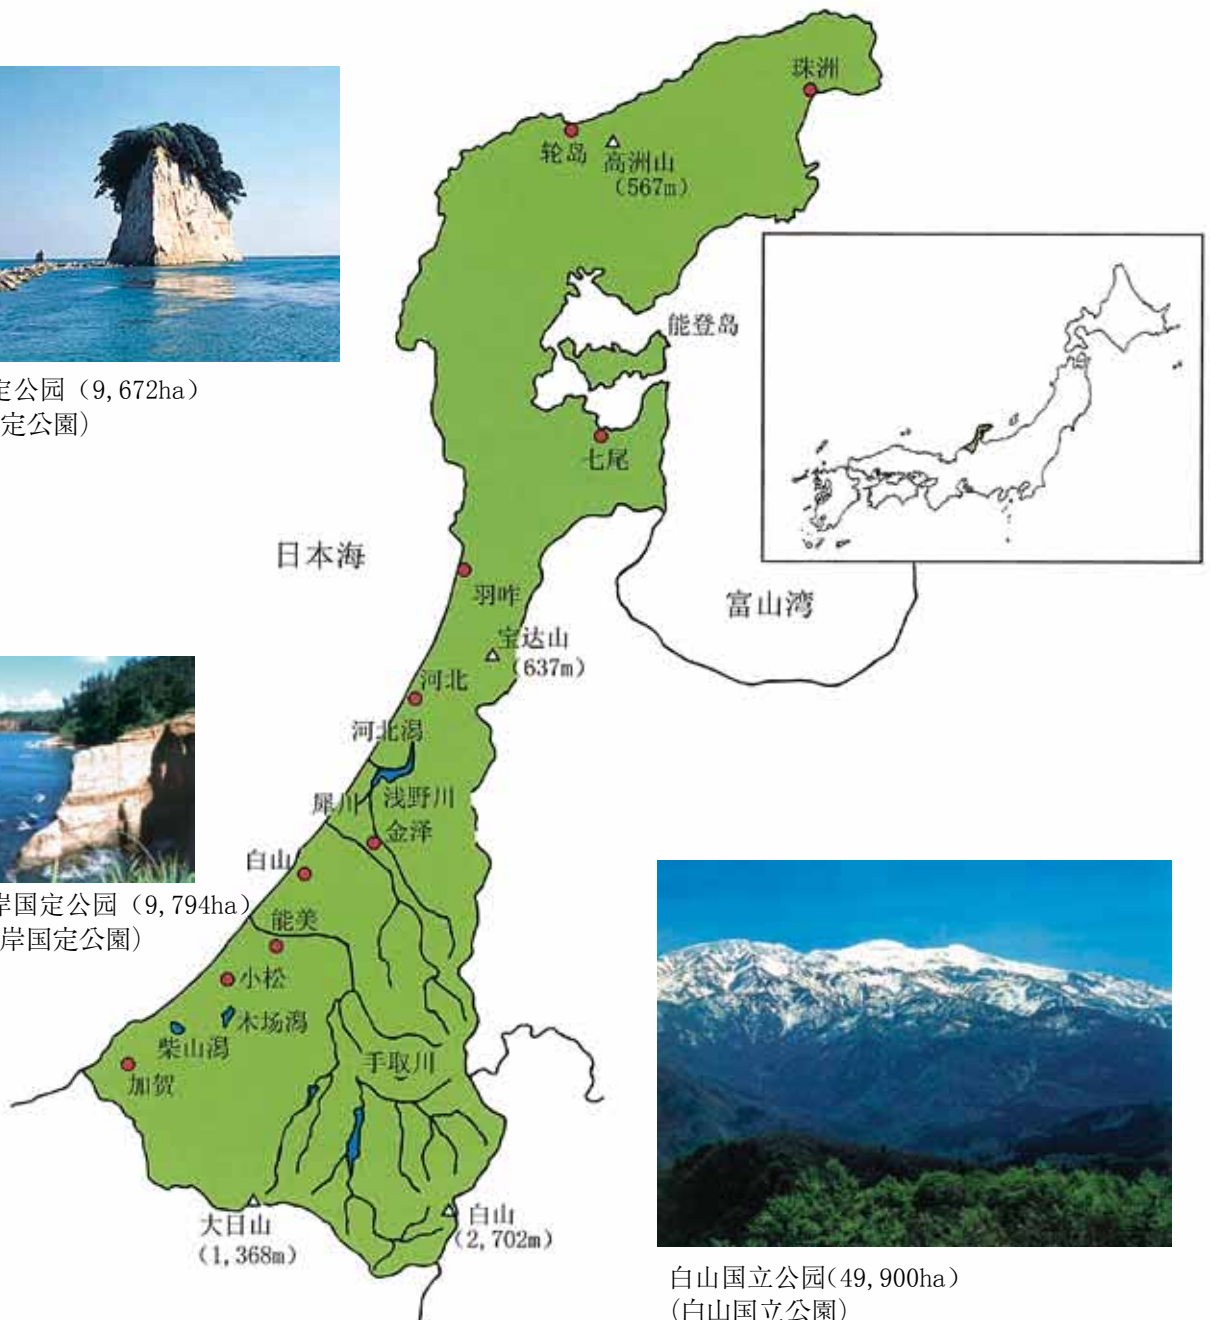 珠洲
轮岛
高洲山
(567m)
能登岛
定公园（9,672ha）
定公園）
七尾
日本海
羽咋
富山湾
宝达山
(637m)
河北
河北潟
犀川
浅野川
金泽
白山
岸国定公园（9,794ha）
岸国定公園）
能美
小松
木场潟
柴山潟
手取川
加贺
大日山
(1,368m)
白山
(2,702m)
白山国立公园(49,900ha)
(白山国立公園)